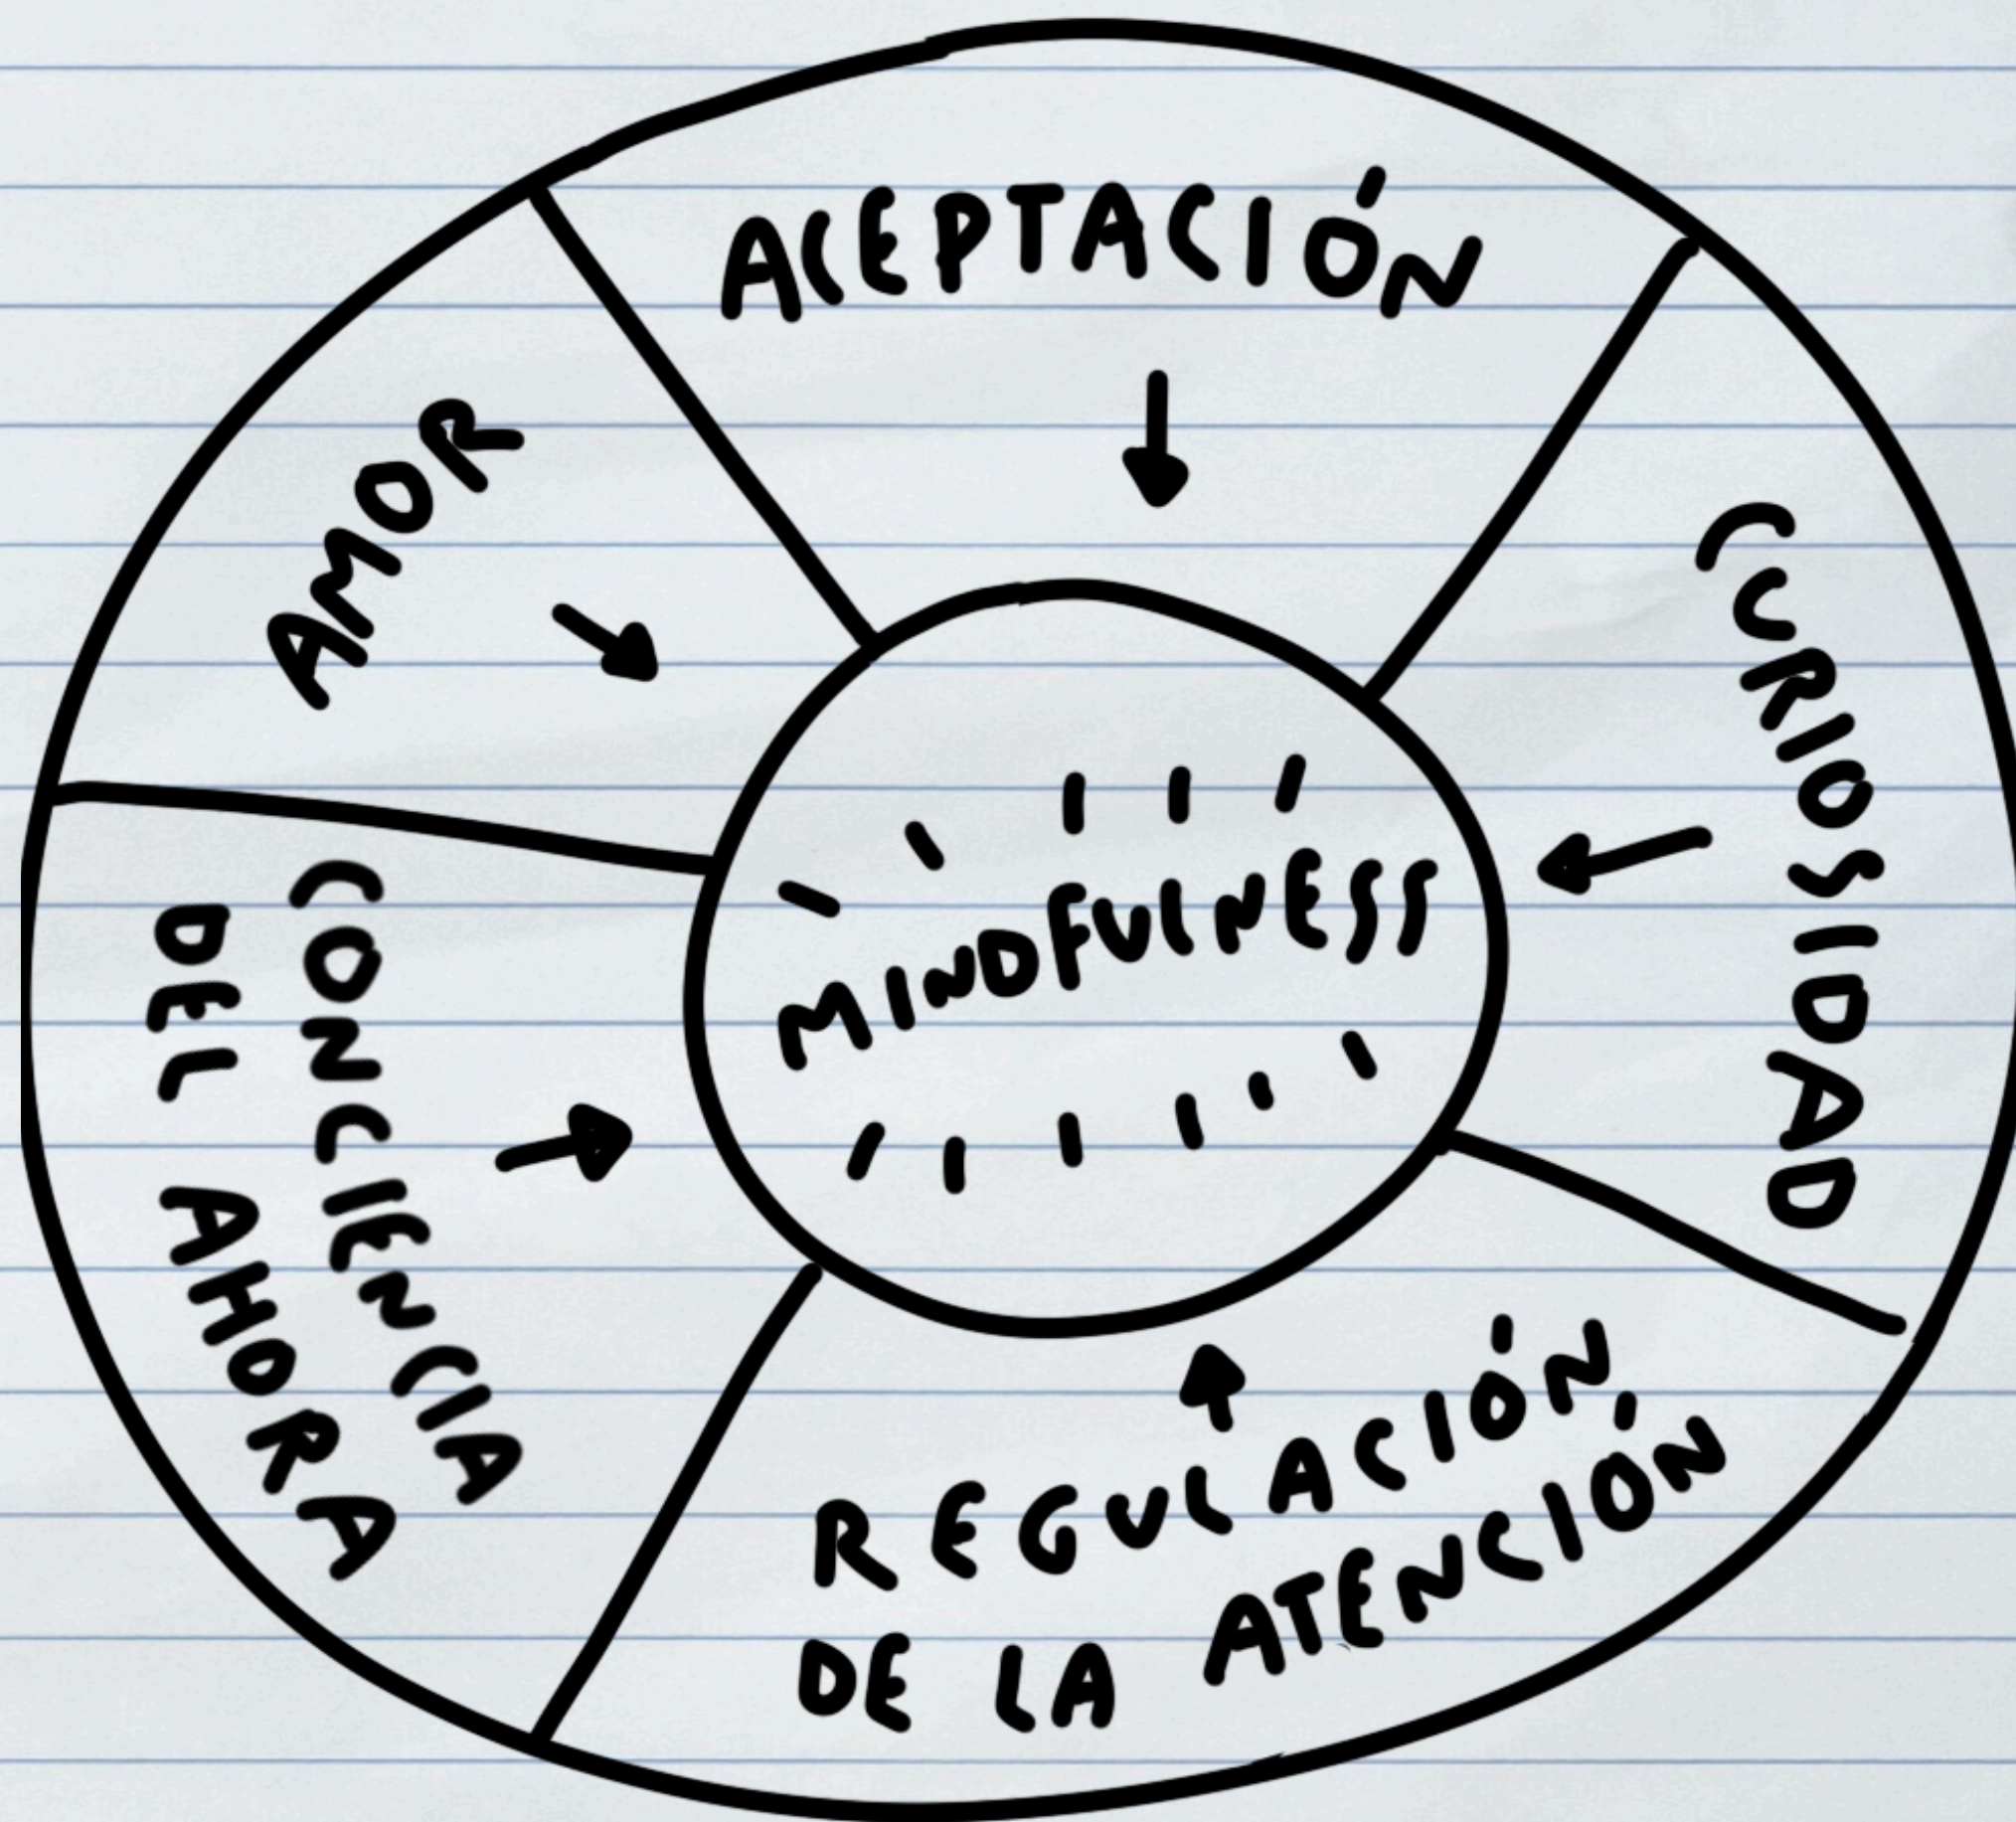 ACEPTACIÓN
CURIOSIDAD
REGULACIÓN
DE LA ATENCIÓN
CONCIENCIA
DEL AHORA
AMOR
MINDFULNESS